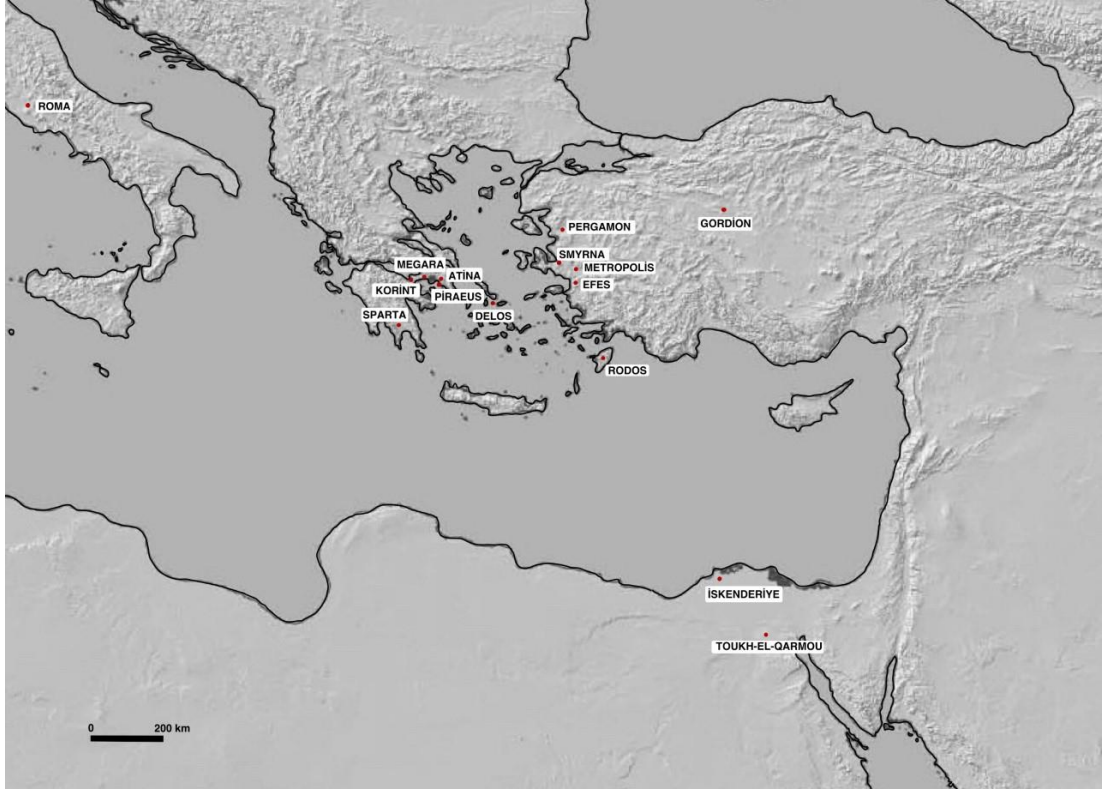 ROMA
GORDİON
PERGAMON
SMYRNA
METROPOLİS
EFES
MEGARA
ATİNA
KORİNT
PİRAEUS
SPARTA
DELOS
RODOS
İSKENDERİYE
TOUKH-EL-QARMOU
0 200 km